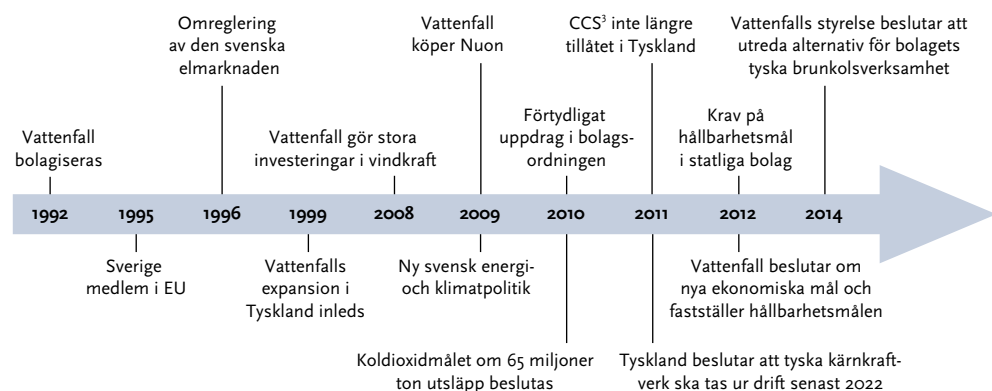 Omreglering
av den svenska
elmarknaden
Vattenfall
köper Nuon
CCS³ inte längre
tillåtet i Tyskland
Vattenfalls styrelse beslutar att
utreda alternativ för bolagets
tyska brunkolsverksamhet
Vattenfall
bolagiseras
Vattenfall gör stora
investeringar i vindkraft
Förtydligat
uppdrag i bolags-
ordningen
Krav på
hållbarhetsmål
i statliga bolag
1992 1995 1996 1999 2008 2009 2010 2011 2012 2014
Sverige
medlem i EU
Vattenfalls
expansion i
Tyskland inleds
Ny svensk energi-
och klimatpolitik
Vattenfall beslutar om
nya ekonomiska mål och
fastställer hållbarhetsmålen
Koldioxidmålet om 65 miljoner
ton utsläpp beslutas
Tyskland beslutar att tyska kärnkraft-
verk ska tas ur drift senast 2022